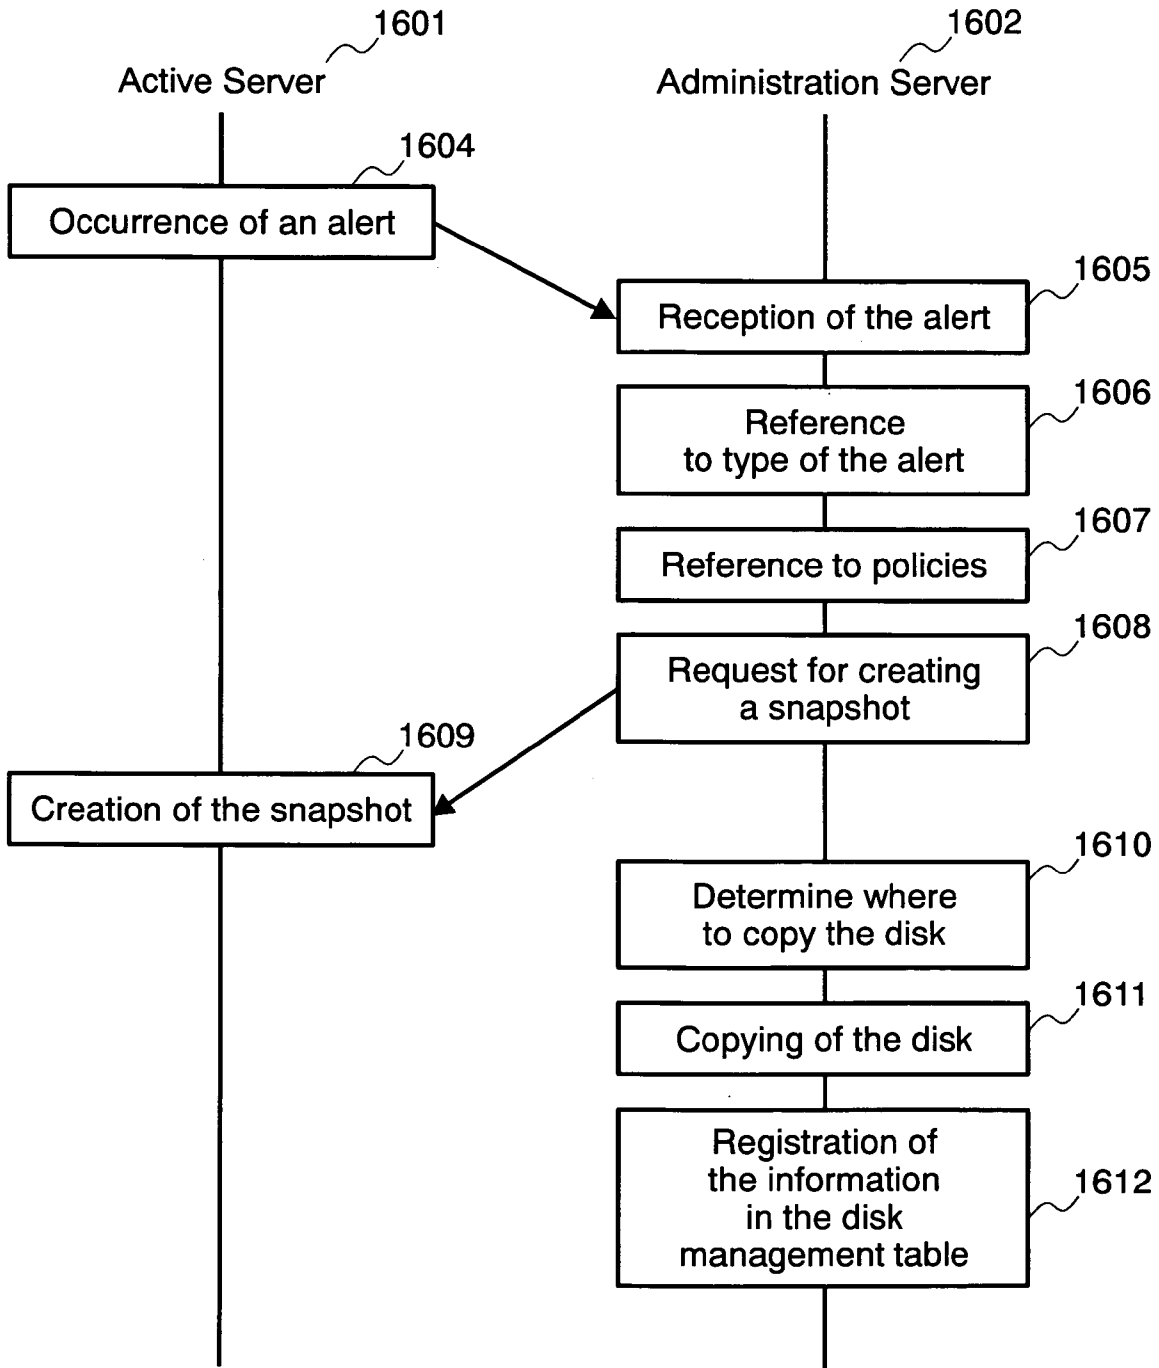 1601
1602
Active Server
Administration Server
1604
Occurrence of an alert
1605
Reception of the alert
1606
Reference
to type of the alert
1607
Reference to policies
1608
Request for creating
a snapshot
1609
Creation of the snapshot
1610
Determine where
to copy the disk
1611
Copying of the disk
Registration of
the information
in the disk
management table
1612